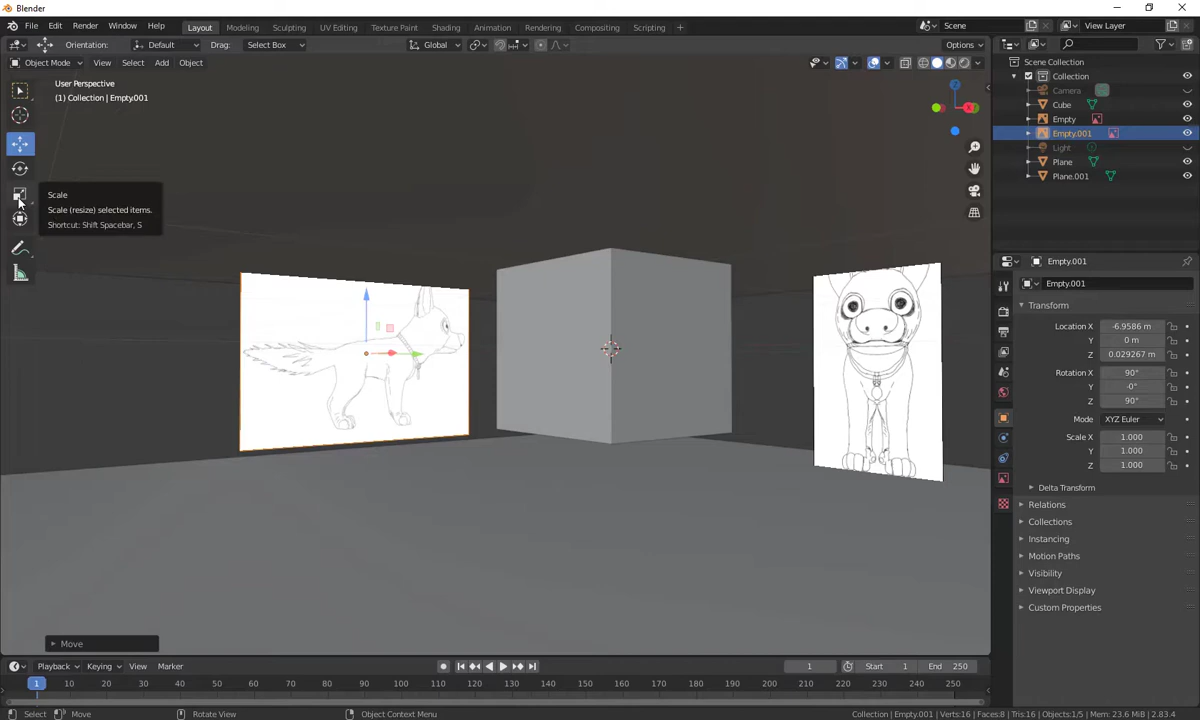 Blender
File Edit Render Window Help Layout Modeling Sculpting UV Editing Texture Paint Shading Animation Rendering Compositing Scripting + Scene View Layer
Orientation: Default Drag: Select Box Global Options
Object Mode View Select Add Object
User Perspective
(1) Collection | Empty.001
Scale
Scale (resize) selected items.
Shortcut: Shift Spacebar, S
X
Z
Move
Scene Collection
Collection
Camera
Cube
Empty
Empty.001
Light
Plane
Plane.001
Empty.001
Empty.001
Transform
Location X -6.9586 m
Y 0 m
Z 0.029267 m
Rotation X 90°
Y -0°
Z 90°
Mode XYZ Euler
Scale X 1.000
Y 1.000
Z 1.000
Delta Transform
Relations
Collections
Instancing
Motion Paths
Visibility
Viewport Display
Custom Properties
Playback Keying View Marker 1 Start 1 End 250
1 10 20 30 40 50 60 70 80 90 100 110 120 130 140 150 160 170 180 190 200 210 220 230 240 250
Select Move Rotate View Object Context Menu Collection | Empty.001 | Verts:16 | Faces:8 | Tris:16 | Objects:1/5 | Mem: 23.6 MiB | 2.83.4